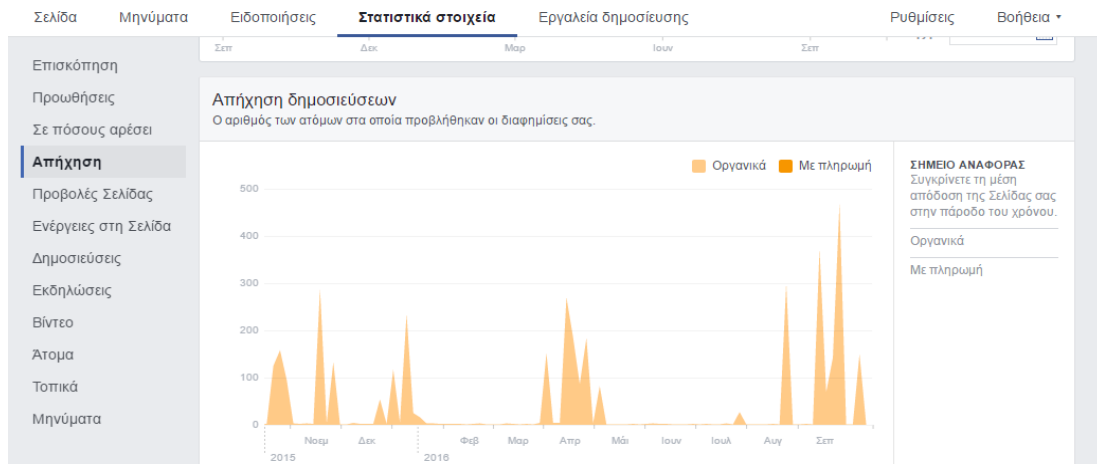 Σελίδα Μηνύματα Ειδοποιήσεις Στατιστικά στοιχεία Εργαλεία δημοσίευσης Ρυθμίσεις Βοήθεια
Σεπ Δεκ Μαρ Ιουν Σεπ
Επισκόπηση
Προωθήσεις
Σε πόσους αρέσει
Απήχηση
Προβολές Σελίδας
Ενέργειες στη Σελίδα
Δημοσιεύσεις
Εκδηλώσεις
Βίντεο
Άτομα
Τοπικά
Μηνύματα
Απήχηση δημοσιεύσεων
Ο αριθμός των ατόμων στα οποία προβλήθηκαν οι διαφημίσεις σας.
Οργανικά Με πληρωμή
500
400
300
200
100
0
Νοεμ Δεκ Φεβ Μαρ Απρ Μάι Ιουν Ιουλ Αυγ Σεπ
2015 2016
ΣΗΜΕΙΟ ΑΝΑΦΟΡΑΣ
Συγκρίνετε τη μέση
απόδοση της Σελίδας σας
στην πάροδο του χρόνου.
Οργανικά
Με πληρωμή